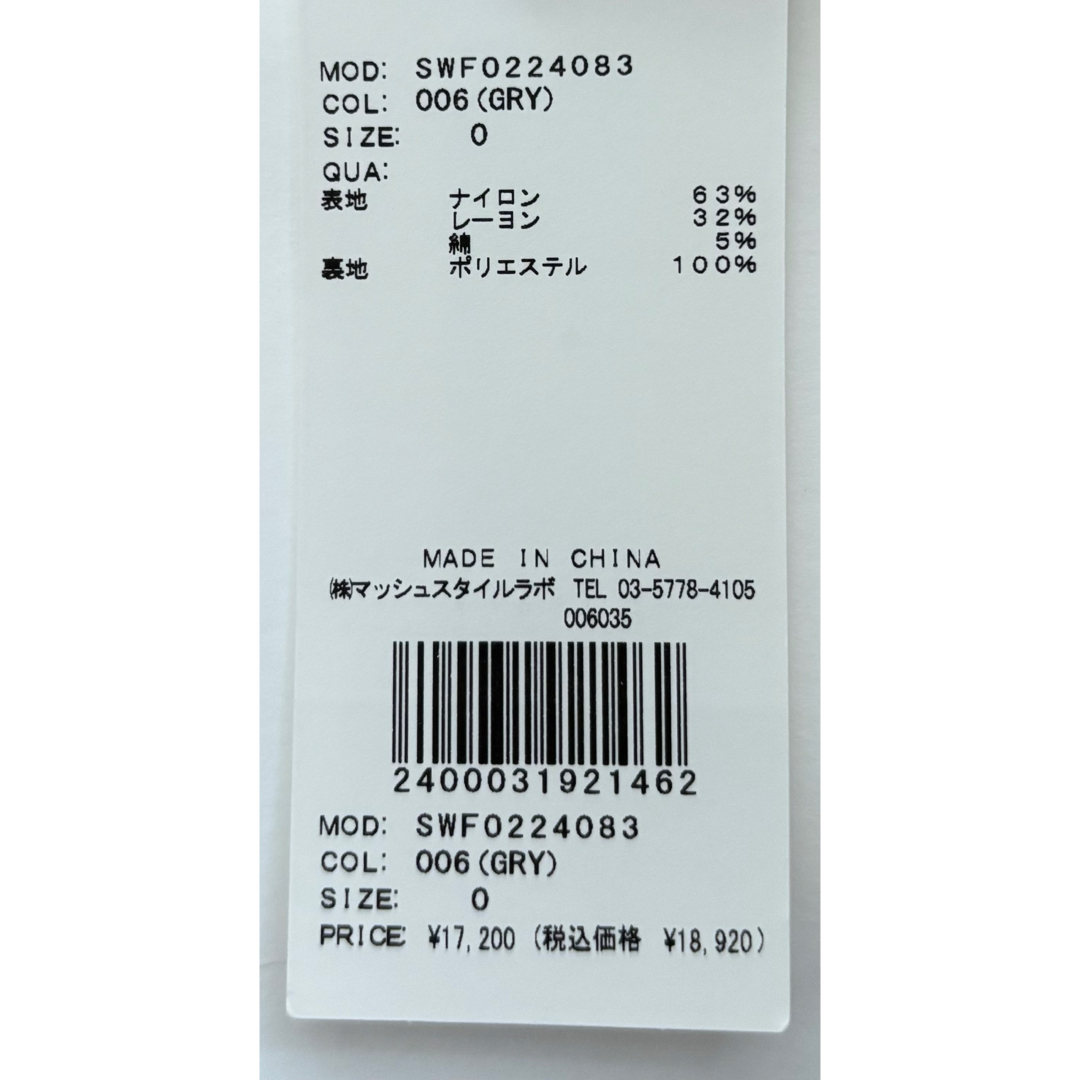 MOD: SWF0224083
COL: 006(GRY)
SIZE: 0
QUA:
表地 ナイロン 63%
レーヨン 32%
綿 5%
裏地 ポリエステル 100%
MADE IN CHINA
㈱マッシュスタイルラボ TEL 03-5778-4105
006035
2400031921462
MOD: SWF0224083
COL: 006(GRY)
SIZE: 0
PRICE: ¥17,200 (税込価格 ¥18,920)